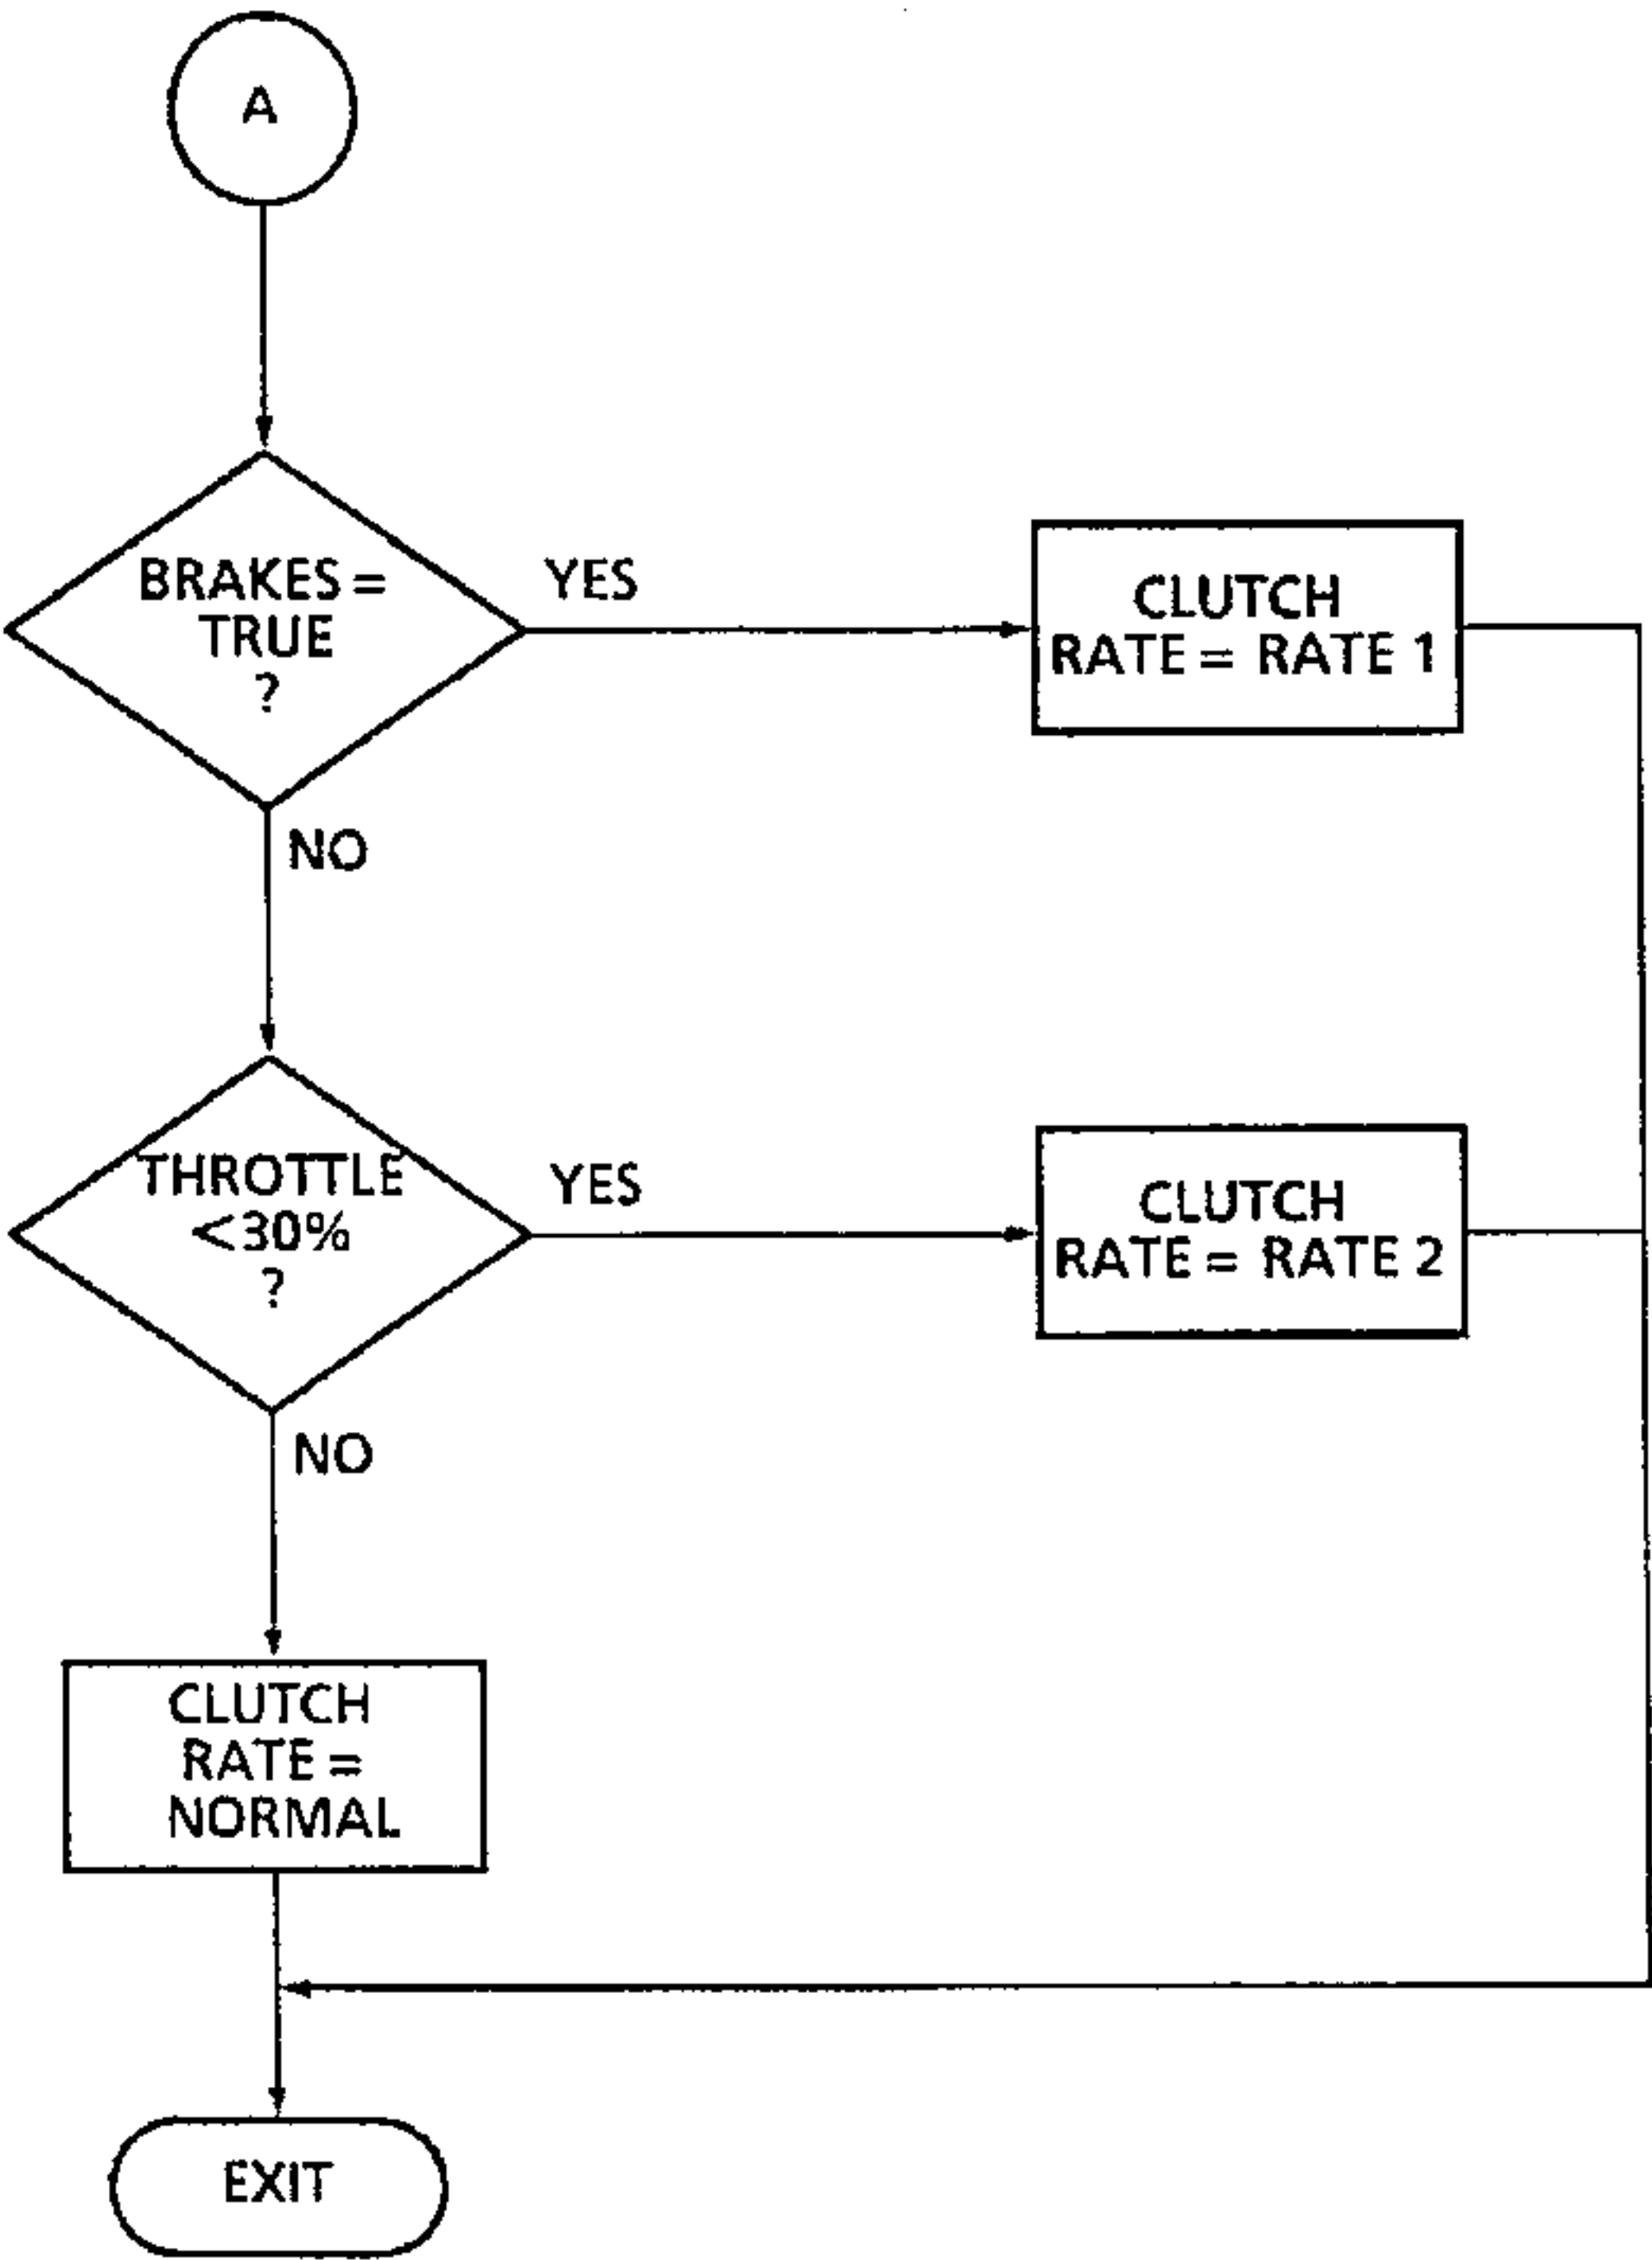 A
BRAKES =
TRUE
?
YES
CLUTCH
RATE = RATE 1
NO
THROTTLE
<30%
?
YES
CLUTCH
RATE = RATE 2
NO
CLUTCH
RATE =
NORMAL
EXIT